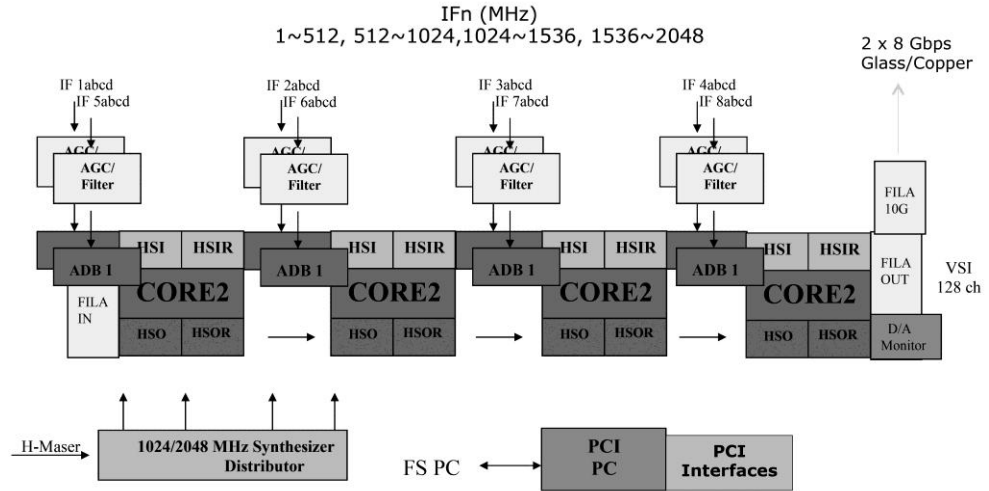 IFn (MHz)
1~512, 512~1024,1024~1536, 1536~2048
2 x 8 Gbps
Glass/Copper
IF 1abcd
IF 5abcd
IF 2abcd
IF 6abcd
IF 3abcd
IF 7abcd
IF 4abcd
IF 8abcd
AGC/
AGC/
Filter
AGC/
AGC/
Filter
AGC/
AGC/
Filter
AGC/
AGC/
Filter
FILA
10G
HSI HSIR
HSI HSIR
HSI HSIR
HSI HSIR
ADB 1
ADB 1
ADB 1
ADB 1
FILA
OUT
VSI
128 ch
FILA
IN
CORE2
CORE2
CORE2
CORE2
HSO HSOR
HSO HSOR
HSO HSOR
HSO HSOR
D/A
Monitor
H-Maser
1024/2048 MHz Synthesizer
Distributor
FS PC
PCI
PC
PCI
Interfaces